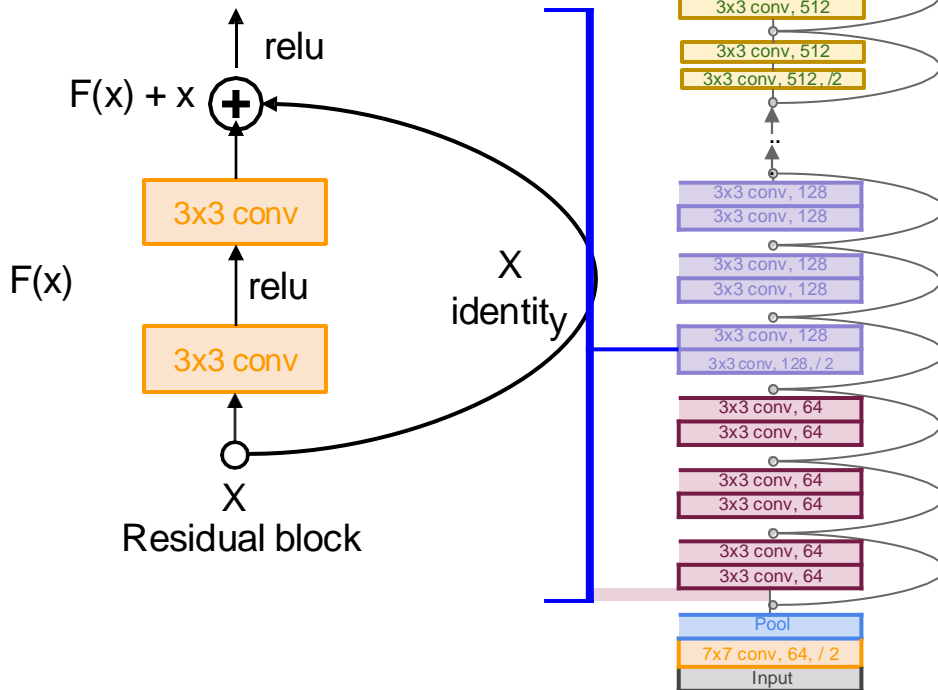 relu
F(x) + x
3x3 conv
F(x)
relu
X
identity
3x3 conv
X
Residual block
3x3 conv, 512
3x3 conv, 512
3x3 conv, 512, /2
..
3x3 conv, 128
3x3 conv, 128
3x3 conv, 128
3x3 conv, 128
3x3 conv, 128
3x3 conv, 128, / 2
3x3 conv, 64
3x3 conv, 64
3x3 conv, 64
3x3 conv, 64
3x3 conv, 64
3x3 conv, 64
Pool
7x7 conv, 64, / 2
Input